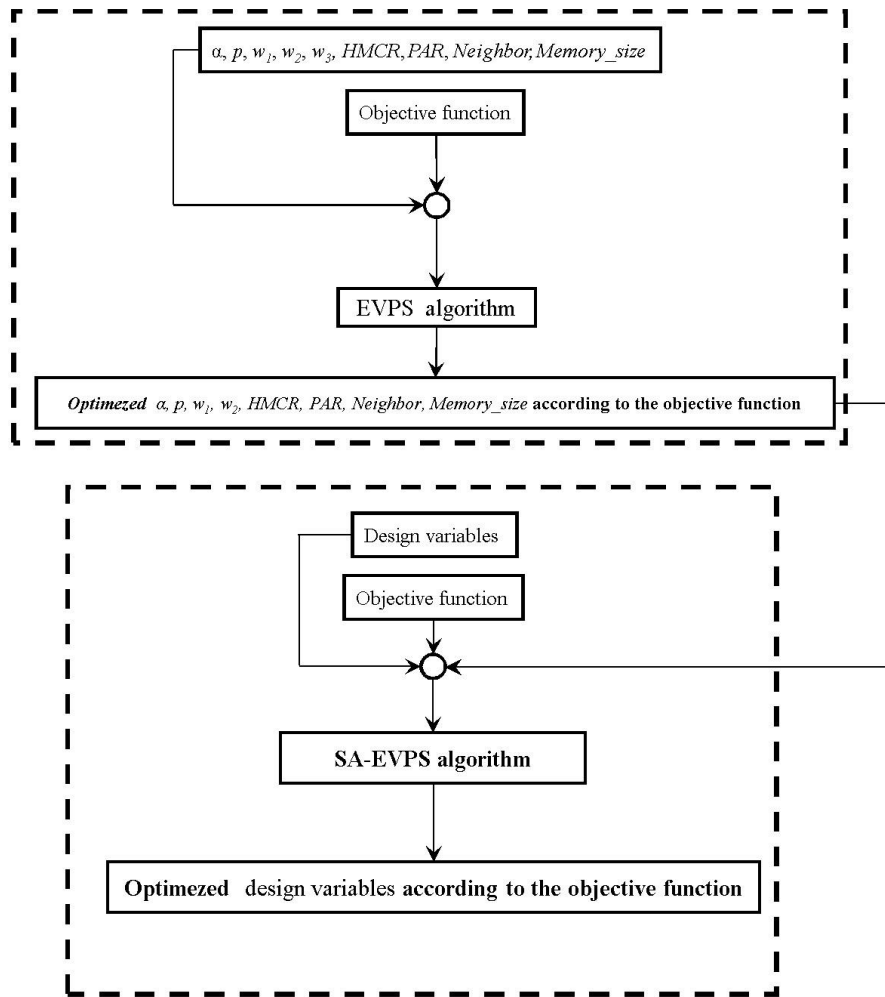 α, p, w1, w2, w3, HMCR, PAR, Neighbor, Memory_size
Objective function
EVPS algorithm
Optimezed α, p, w1, w2, HMCR, PAR, Neighbor, Memory_size according to the objective function
Design variables
Objective function
SA-EVPS algorithm
Optimezed design variables according to the objective function